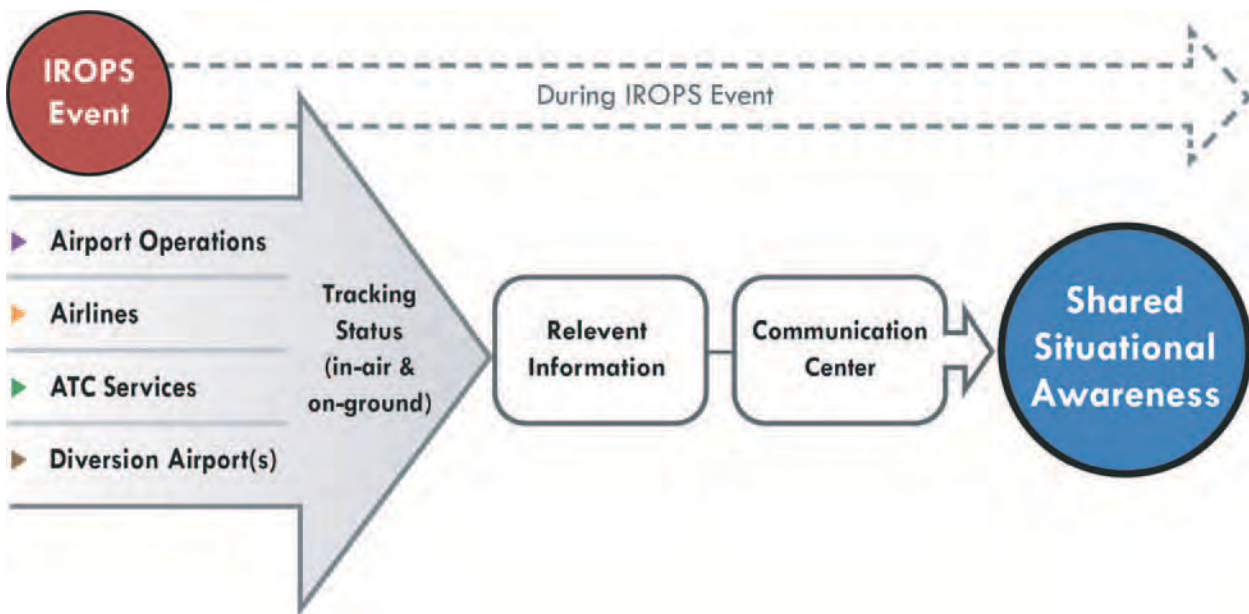 IROPS
Event
During IROPS Event
Airport Operations
Airlines
ATC Services
Diversion Airport(s)
Tracking
Status
(in-air &
on-ground)
Relevent
Information
Communication
Center
Shared
Situational
Awareness